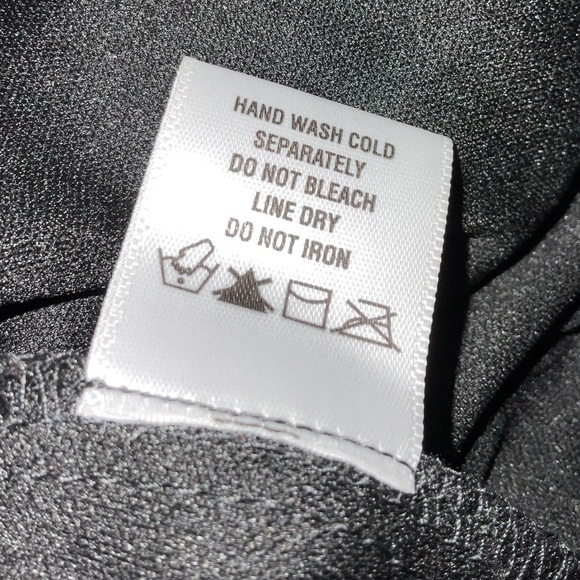 HAND WASH COLD
SEPARATELY
DO NOT BLEACH
LINE DRY
DO NOT IRON